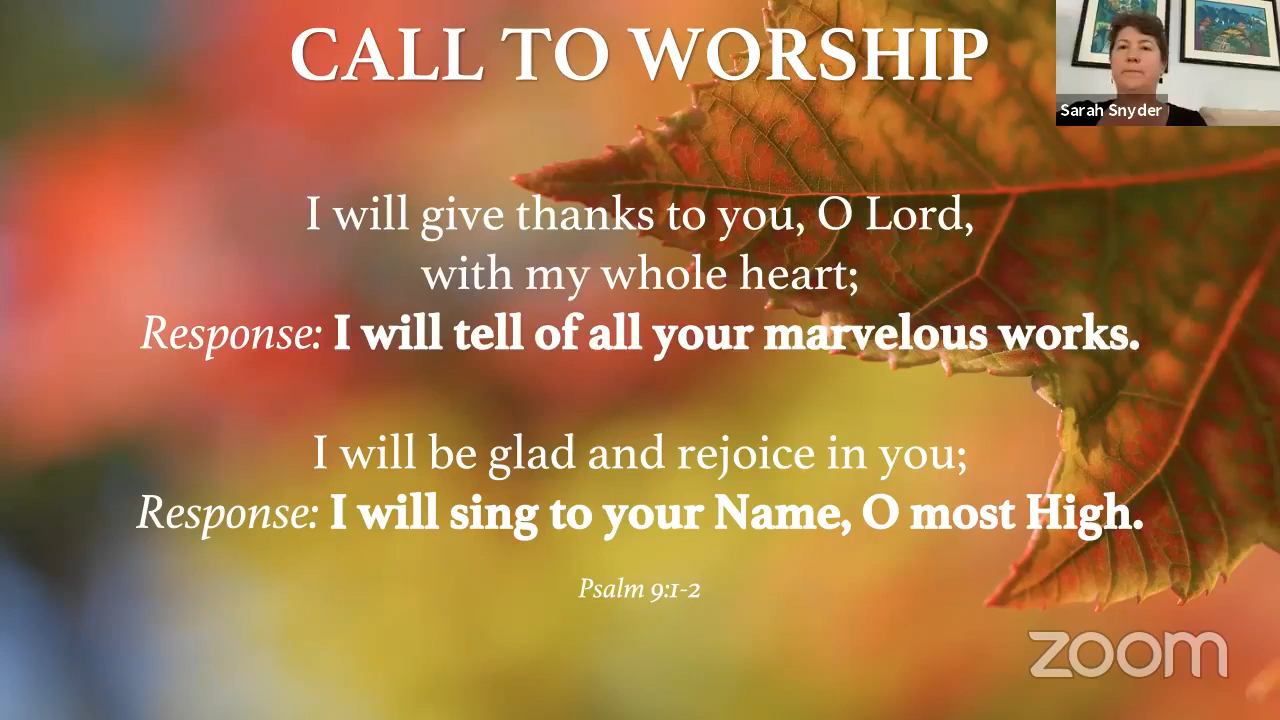 CALL TO WORSHIP
Sarah Snyder
I will give thanks to you, O Lord,
with my whole heart;
Response: I will tell of all your marvelous works.
I will be glad and rejoice in you;
Response: I will sing to your Name, O most High.
Psalm 9:1-2
zoom